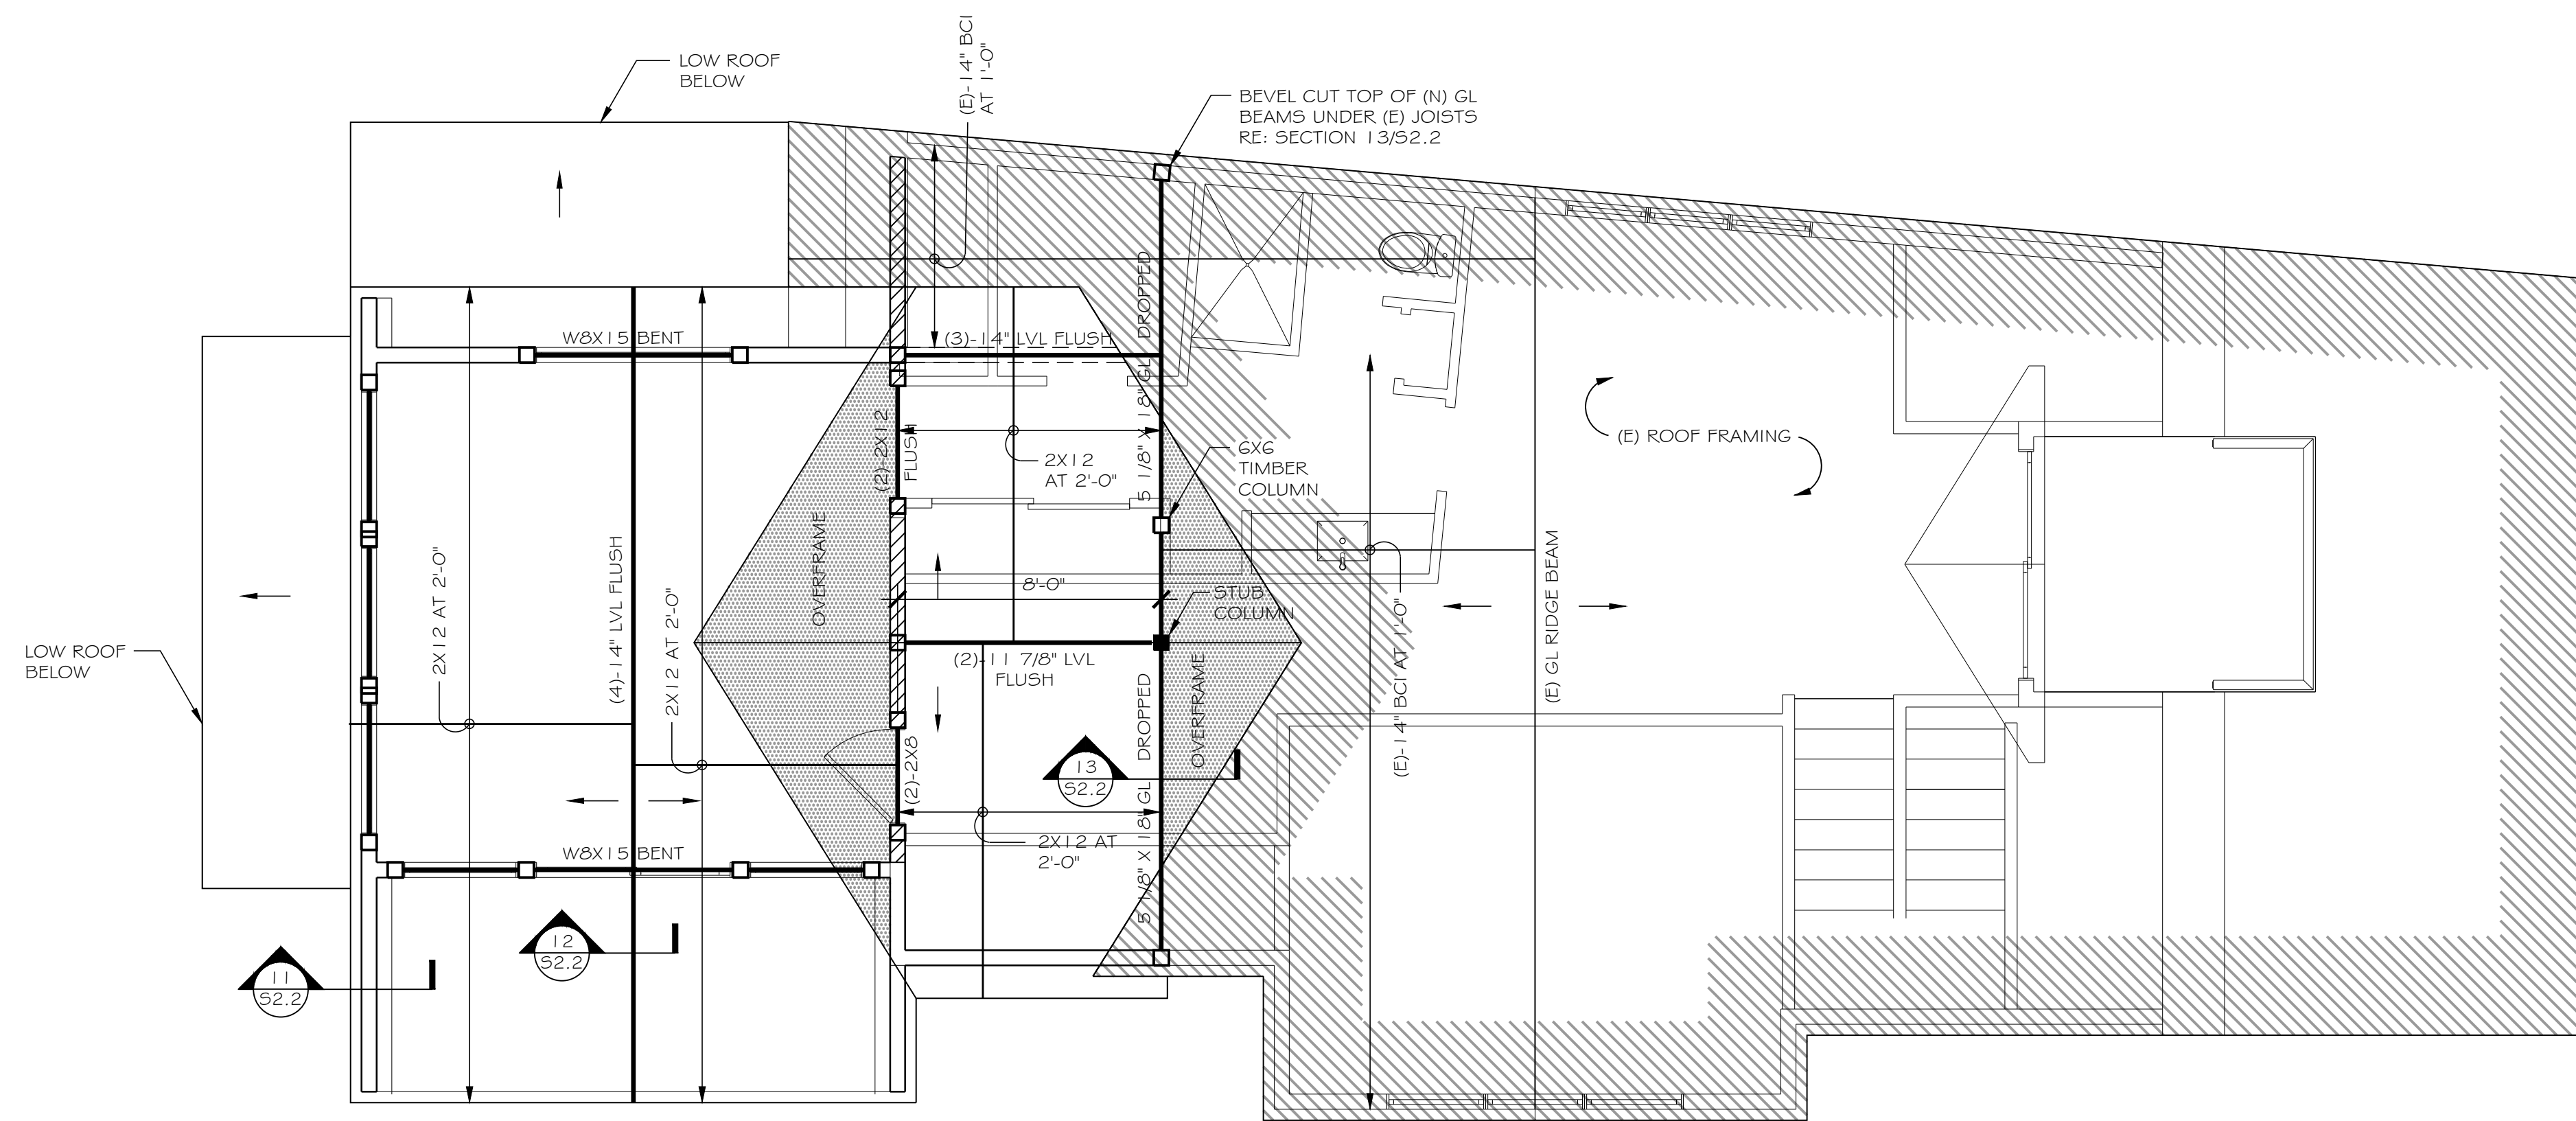 (E)-14" BCI
AT 1'-0"
LOW ROOF
BELOW
BEVEL CUT TOP OF (N) GL
BEAMS UNDER (E) JOISTS
RE: SECTION 13/S2.2
W8X15 BENT
(3)-14" LVL FLUSH
5 1/8" X 18" GL DROPPED
(2)-2X12
FLUSH
2X12
AT 2'-0"
6X6
TIMBER
COLUMN
(E) ROOF FRAMING
OVERFRAME
8'-0"
STUB
COLUMN
2X12 AT 2'-0"
(4)-14" LVL FLUSH
2X12 AT 2'-0"
LOW ROOF
BELOW
(2)-11 7/8" LVL
FLUSH
(E)-14" BCI AT 1'-0"
(E) GL RIDGE BEAM
OVERFRAME
(2)-2X8
5 1/8" X 18" GL DROPPED
13
S2.2
2X12 AT
2'-0"
W8X15 BENT
12
S2.2
11
S2.2